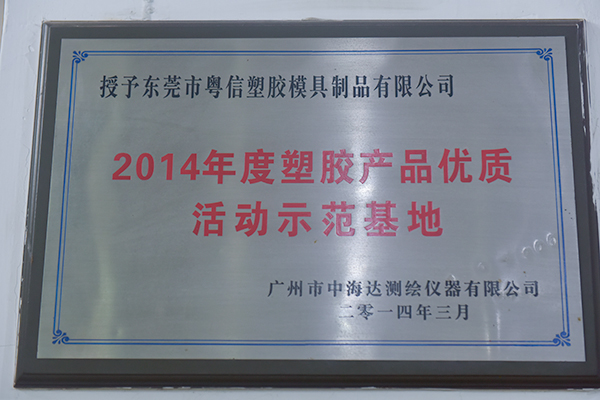 授予东莞市粤信塑胶模具制品有限公司
2014年度塑胶产品优质
活动示范基地
广州市中海达测绘仪器有限公司
二零一四年三月